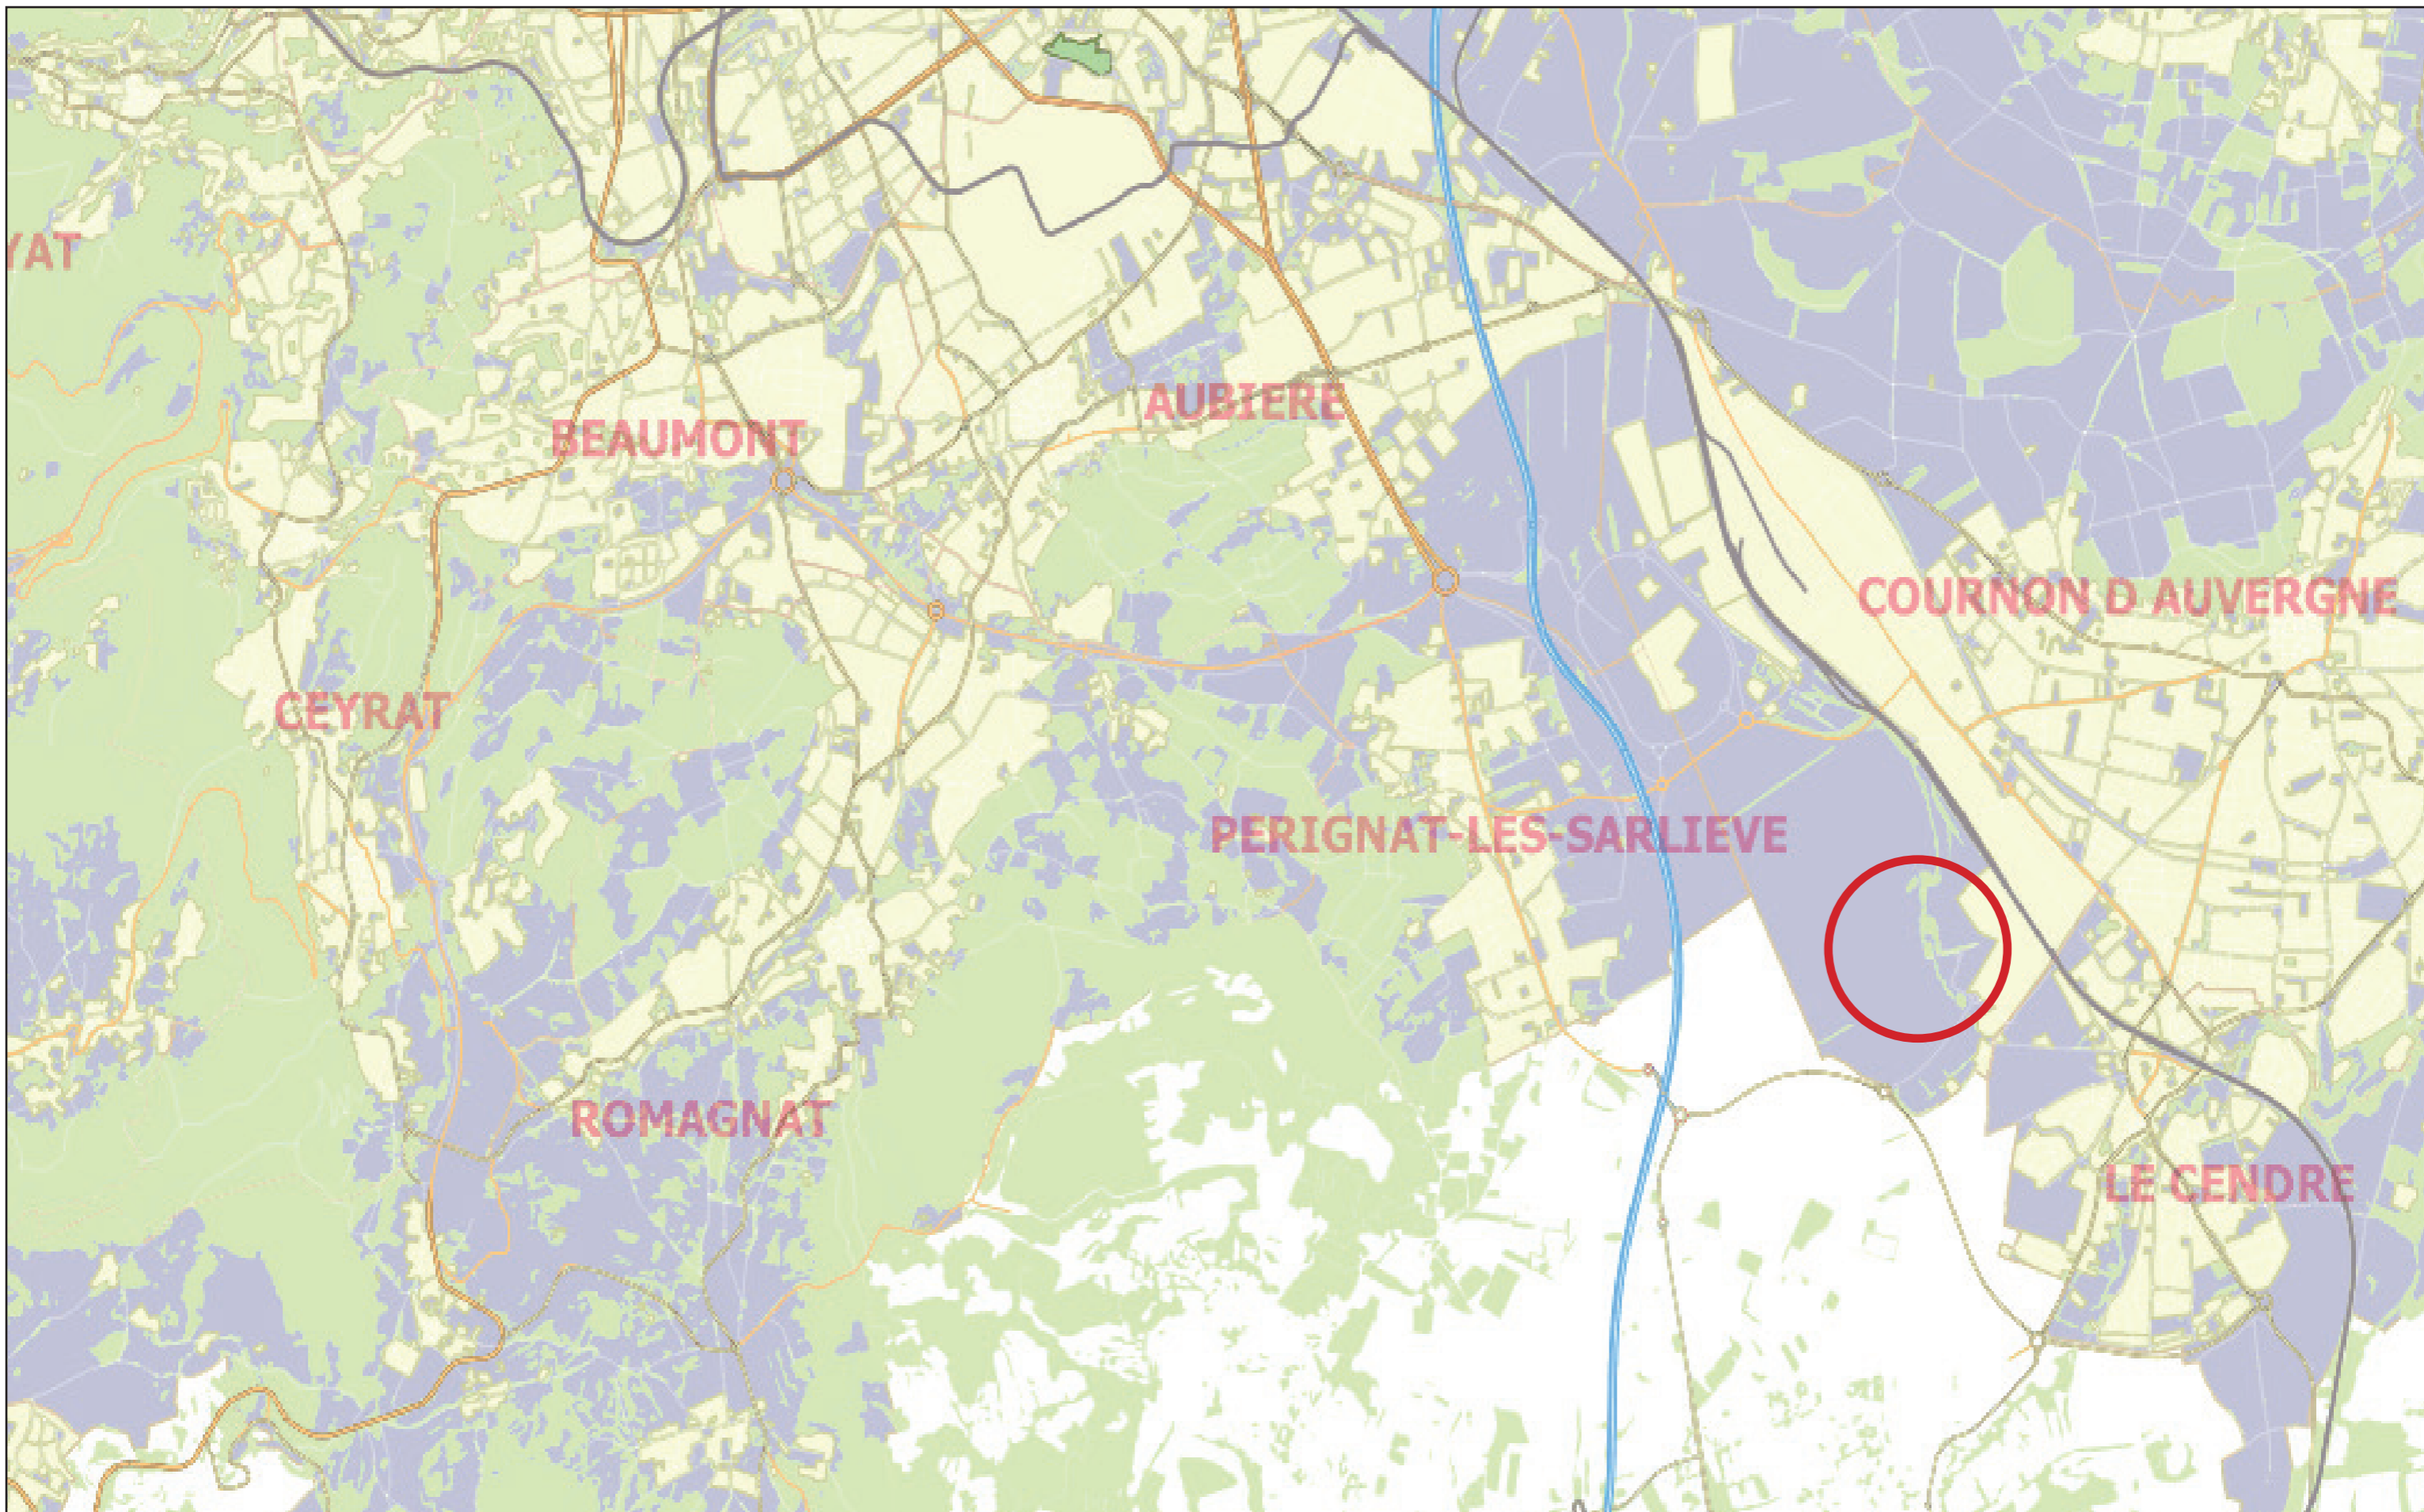 YAT
AUBIERE
BEAUMONT
COURNON D AUVERGNE
CEYRAT
PERIGNAT-LES-SARLIEVE
ROMAGNAT
LE CENDRE